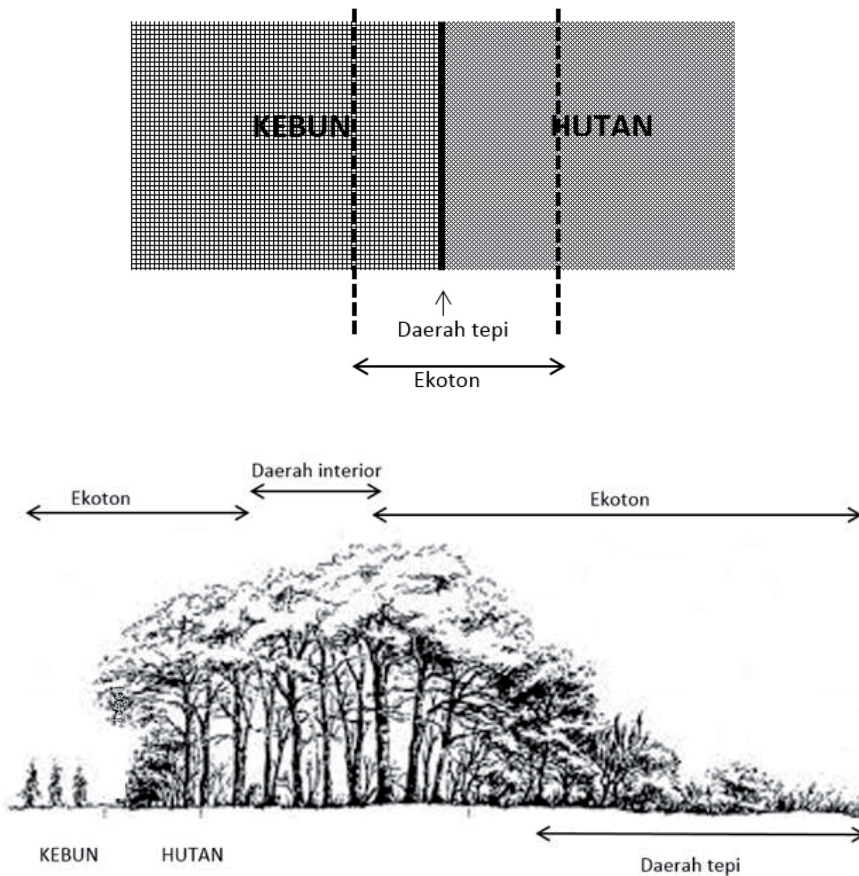 KEBUN HUTAN
Daerah tepi
Ekoton
Daerah interior
Ekoton Ekoton
KEBUN HUTAN
Daerah tepi